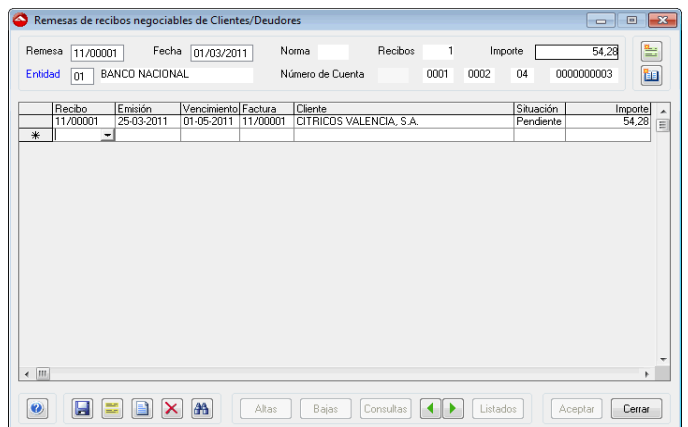 Remesas de recibos negociables de Clientes/Deudores
Remesa 11/00001 Fecha 01/03/2011 Norma Recibos 1 Importe 54,28
Entidad 01 BANCO NACIONAL Número de Cuenta 0001 0002 04 0000000003
Recibo Emisión Vencimiento Factura Cliente Situación Importe
11/00001 25-03-2011 01-05-2011 11/00001 CITRICOS VALENCIA, S.A. Pendiente 54,28
Altas Bajas Consultas Listados Aceptar Cerrar